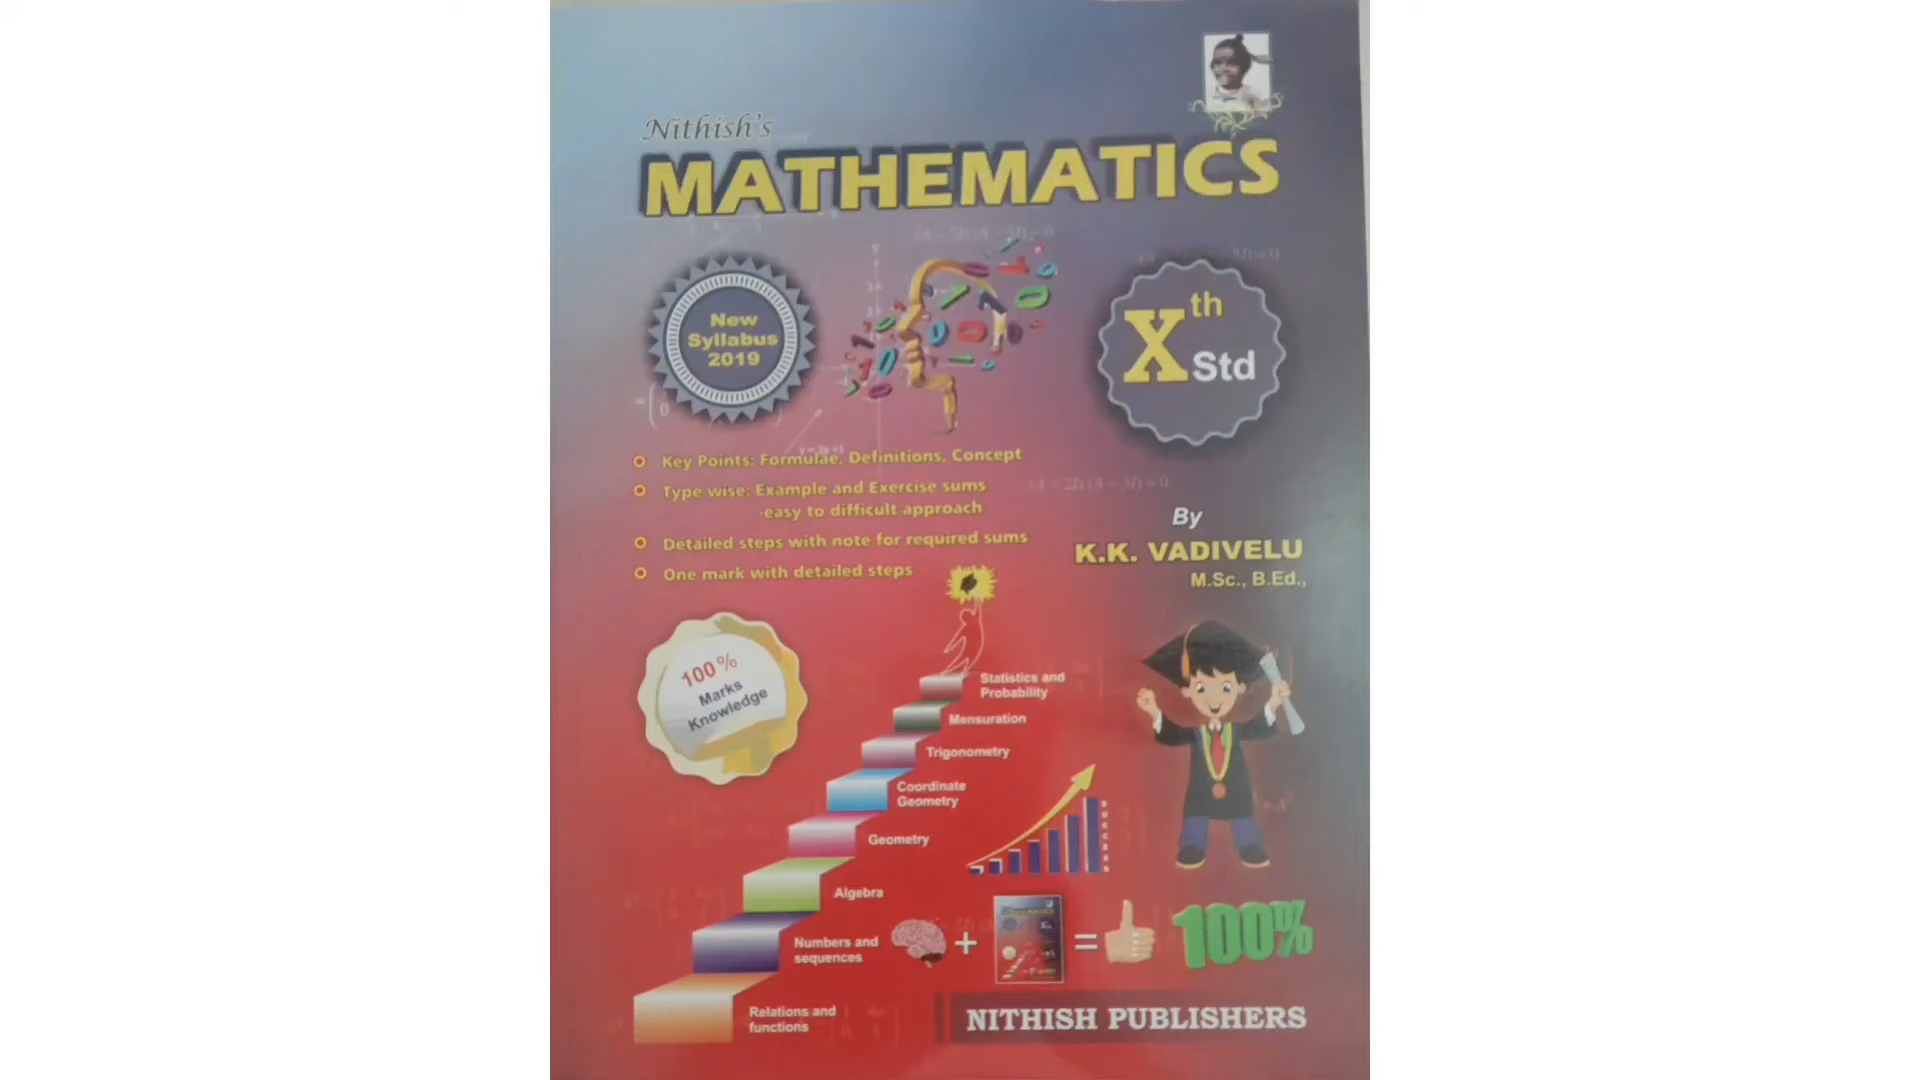 Nithish's
MATHEMATICS
New
Syllabus
2019
Xth
Std
Key Points: Formulae, Definitions, Concept
Type wise: Example and Exercise sums
-easy to difficult approach
Detailed steps with note for required sums
One mark with detailed steps
By
K.K. VADIVELU
M.Sc., B.Ed.,
100%
Marks
Knowledge
Statistics and
Probability
Mensuration
Trigonometry
Coordinate
Geometry
Geometry
Algebra
Numbers and
sequences
Relations and
functions
SUCCESS
+
=
100%
NITHISH PUBLISHERS